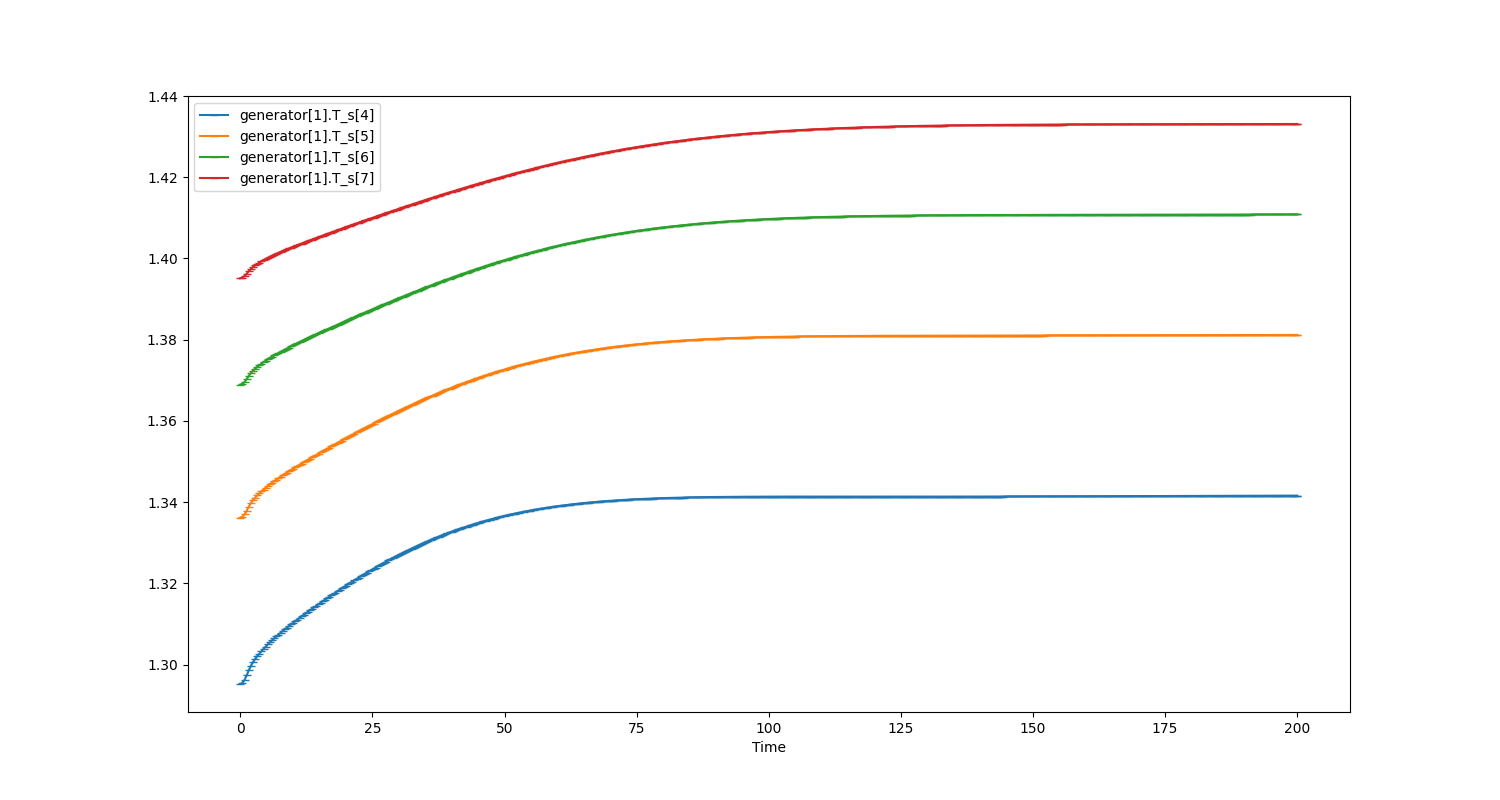 1.44
1.42
1.40
1.38
1.36
1.34
1.32
1.30
generator[1].T_s[4]
generator[1].T_s[5]
generator[1].T_s[6]
generator[1].T_s[7]
0 25 50 75 100 125 150 175 200
Time